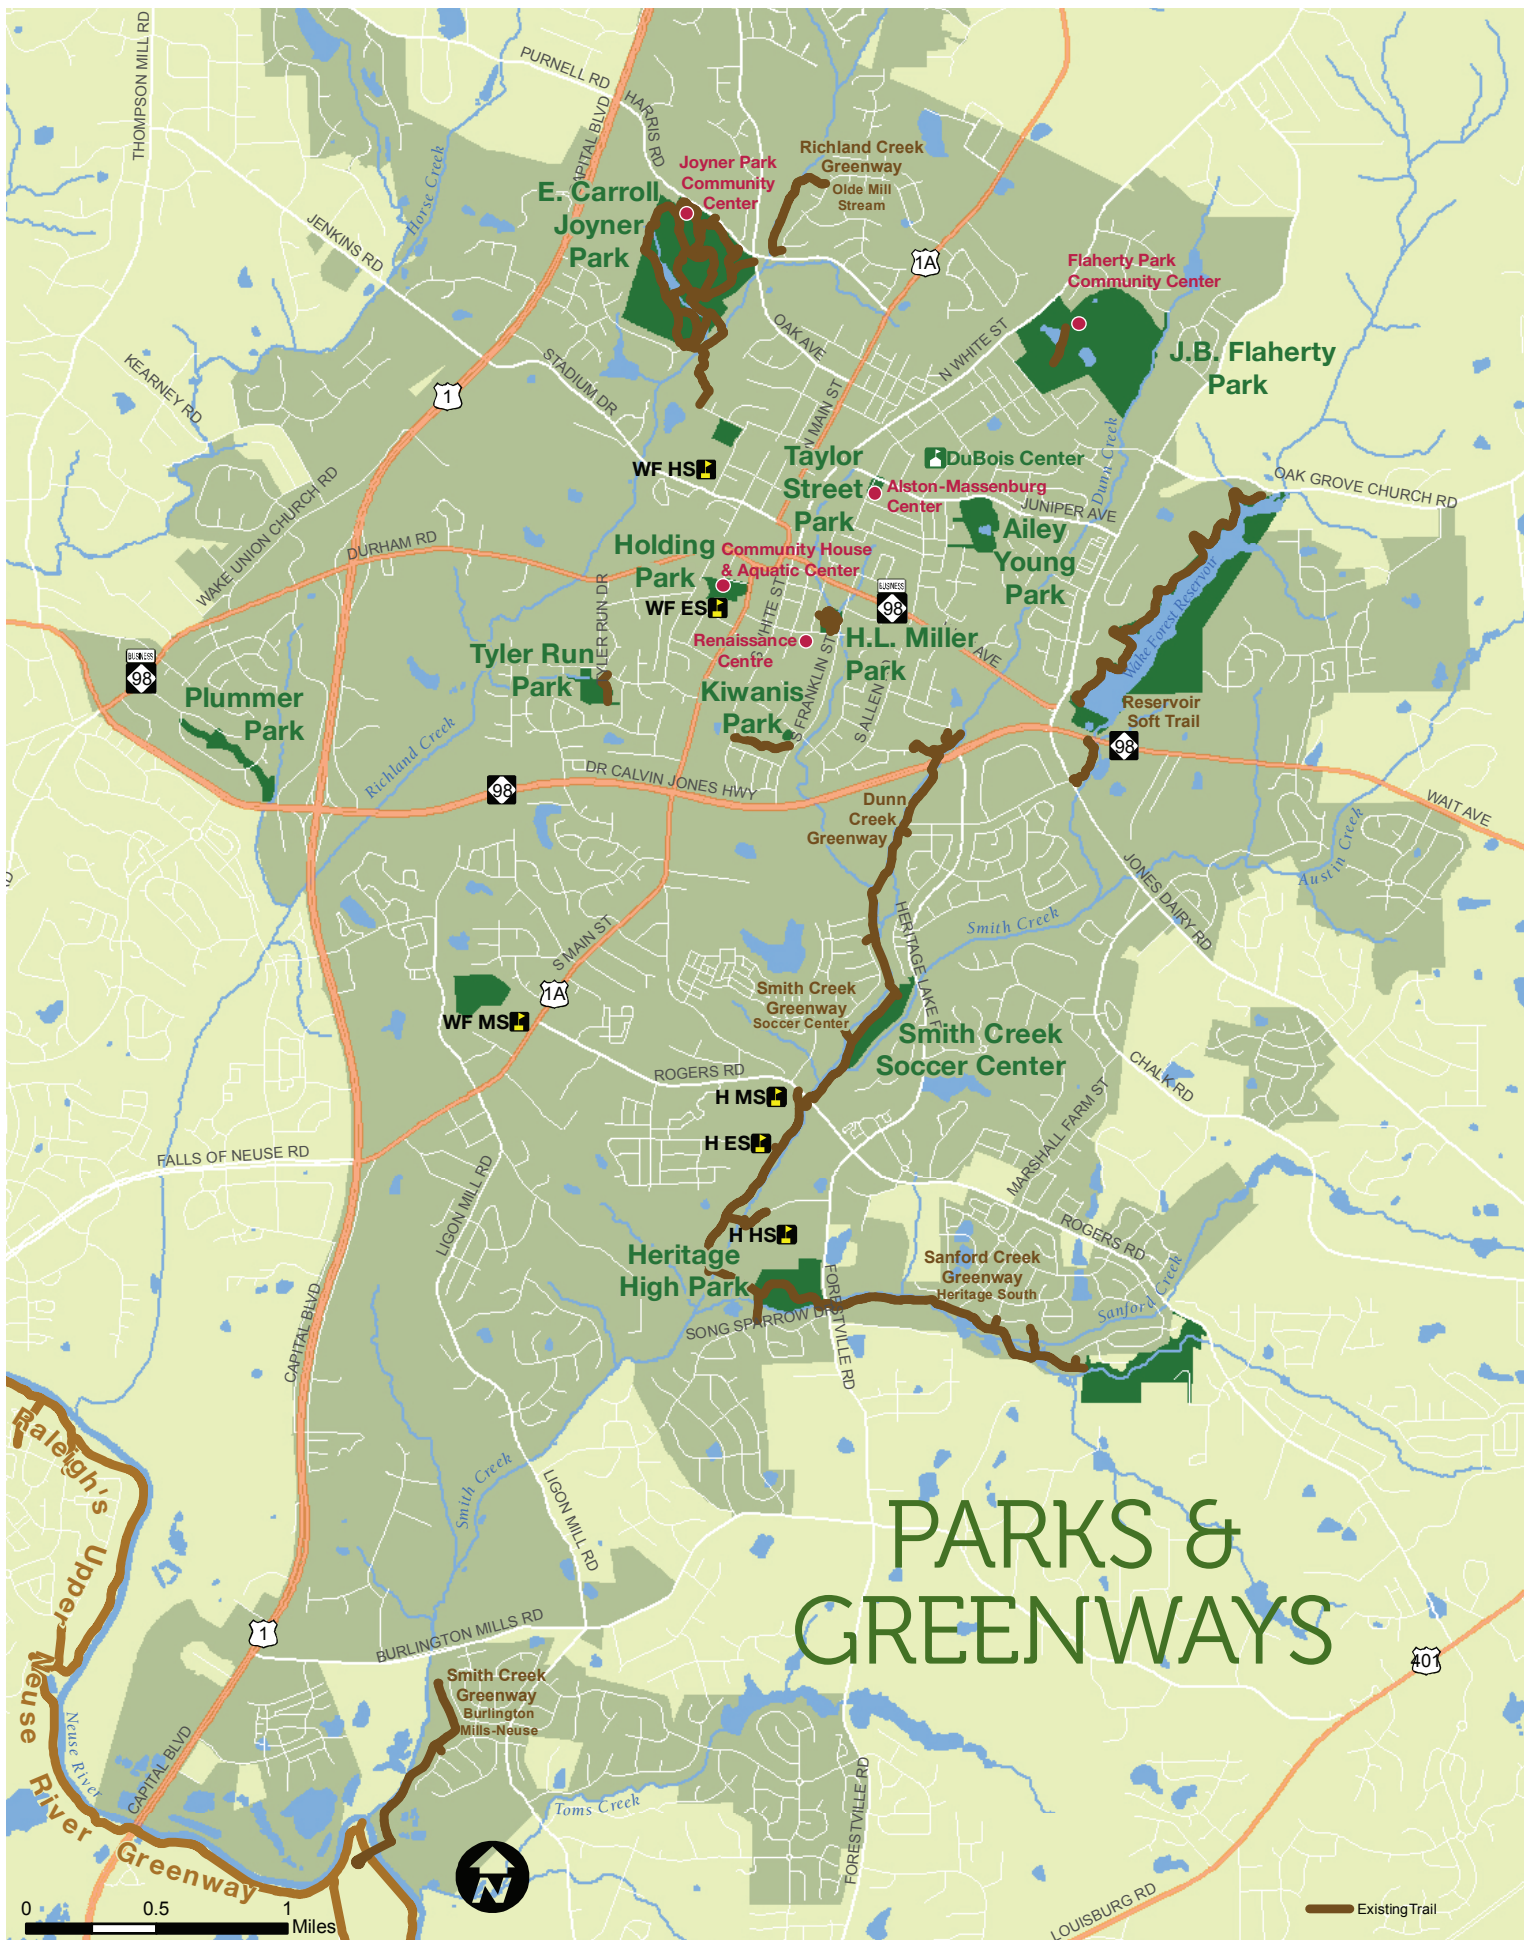 THOMPSON MILL RD
PURNELL RD
HARRIS RD
CAPITAL BLVD
Horse Creek
JENKINS RD
Joyner Park
Community
Center
Richland Creek
Greenway
Olde Mill
Stream
E. Carroll
Joyner
Park
1A
Flaherty Park
Community Center
OAK AVE
N WHITE ST
J.B. Flaherty
Park
STADIUM DR
KEARNEY RD
1
N MAIN ST
Dunn Creek
WF HS
Taylor
Street
Park
DuBois Center
Alston-Massenburg
Center
JUNIPER AVE
OAK GROVE CHURCH RD
WAKE UNION CHURCH RD
DURHAM RD
Ailey
Young
Park
Holding
Park
Community House
& Aquatic Center
WF ES
BUSINESS
98
S WHITE ST
TYLER RUN DR
Wake Forest Reservoir
Renaissance
Centre
H.L. Miller
Park
AVE
Tyler Run
Park
BUSINESS
98
Plummer
Park
Kiwanis
Park
S FRANKLIN ST
S ALLEN
Reservoir
Soft Trail
98
Richland Creek
98
DR CALVIN JONES HWY
Dunn
Creek
Greenway
WAIT AVE
Austin Creek
JONES DAIRY RD
HERITAGE LAKE R
Smith Creek
S MAIN ST
1A
WF MS
Smith Creek
Greenway
Soccer Center
Smith Creek
Soccer Center
ROGERS RD
H MS
CHALK RD
MARSHALL FARM ST
H ES
FALLS OF NEUSE RD
LIGON MILL RD
H HS
ROGERS RD
Heritage
High Park
Sanford Creek
Greenway
Heritage South
Sanford Creek
FORESTVILLE RD
SONG SPARROW DR
CAPITAL BLVD
Raleigh's
Upper
Neuse
River
Greenway
Smith Creek
LIGON MILL RD
PARKS &
GREENWAYS
1
BURLINGTON MILLS RD
401
Smith Creek
Greenway
Burlington
Mills-Neuse
Neuse River
CAPITAL BLVD
Toms Creek
FORESTVILLE RD
N
LOUISBURG RD
0 0.5 1
Miles
Existing Trail